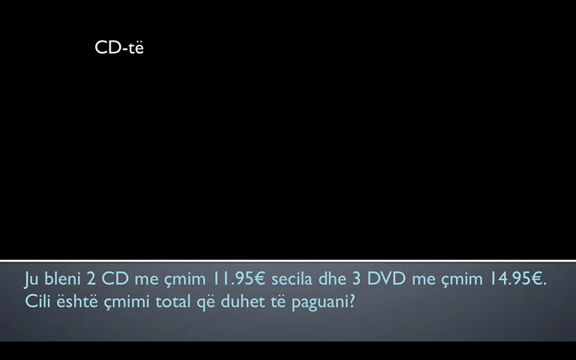 CD-të
Ju bleni 2 CD me çmim 11.95€ secila dhe 3 DVD me çmim 14.95€.
Cili është çmimi total që duhet të paguani?